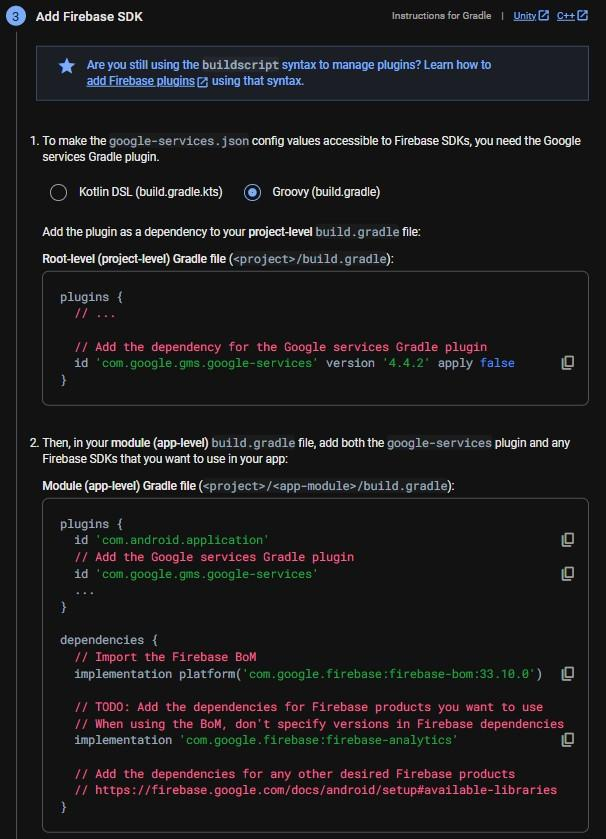 3 Add Firebase SDK
Instructions for Gradle | Unity C++
Are you still using the buildscript syntax to manage plugins? Learn how to
add Firebase plugins using that syntax.
1. To make the google-services.json config values accessible to Firebase SDKs, you need the Google
services Gradle plugin.
Kotlin DSL (build.gradle.kts) Groovy (build.gradle)
Add the plugin as a dependency to your project-level build.gradle file:
Root-level (project-level) Gradle file (<project>/build.gradle):
plugins {
// ...
// Add the dependency for the Google services Gradle plugin
id 'com.google.gms.google-services' version '4.4.2' apply false
}
2. Then, in your module (app-level) build.gradle file, add both the google-services plugin and any
Firebase SDKs that you want to use in your app:
Module (app-level) Gradle file (<project>/<app-module>/build.gradle):
plugins {
id 'com.android.application'
// Add the Google services Gradle plugin
id 'com.google.gms.google-services'
...
}
dependencies {
// Import the Firebase BoM
implementation platform('com.google.firebase:firebase-bom:33.10.0')
// TODO: Add the dependencies for Firebase products you want to use
// When using the BoM, don't specify versions in Firebase dependencies
implementation 'com.google.firebase:firebase-analytics'
// Add the dependencies for any other desired Firebase products
// https://firebase.google.com/docs/android/setup#available-libraries
}